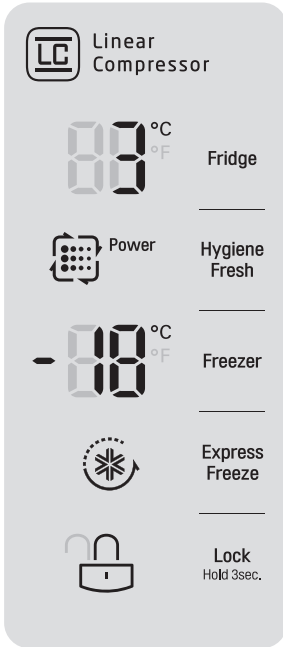 LC Linear
Compressor
3 °C
°F
Fridge
Power
Hygiene
Fresh
-18 °C
°F
Freezer
Express
Freeze
Lock
Hold 3sec.